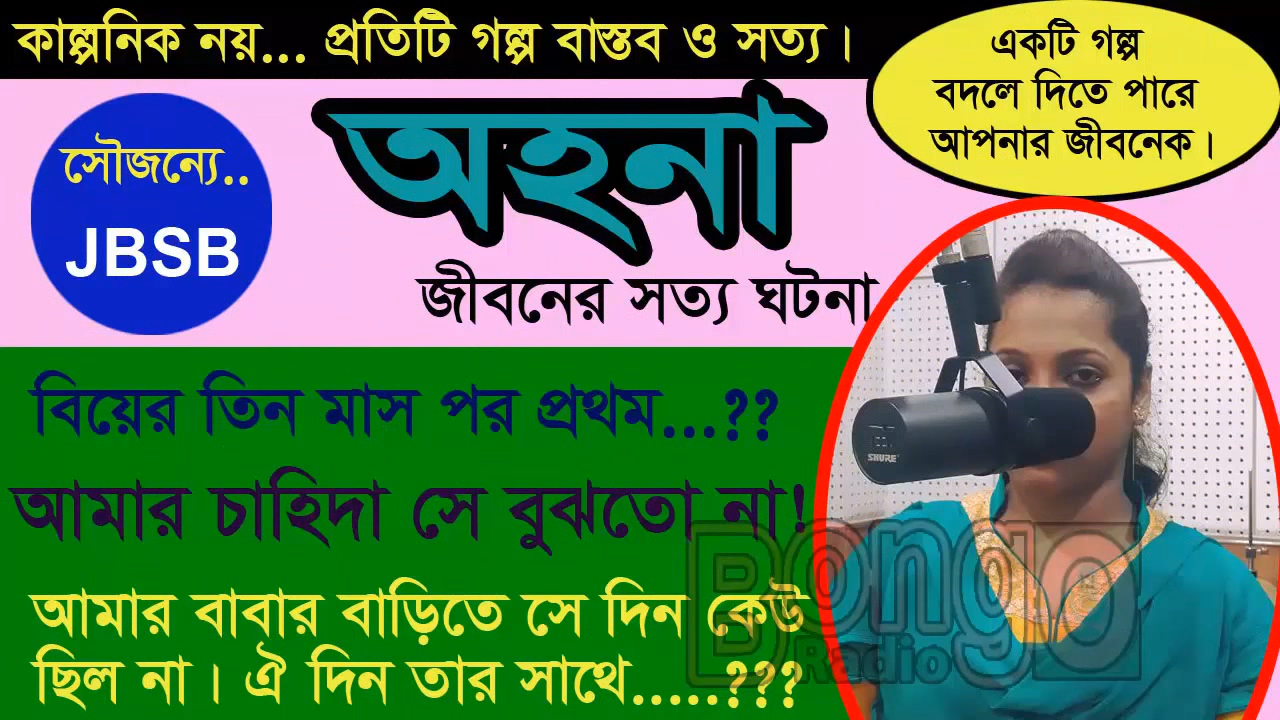 কাল্পনিক নয়... প্রতিটি গল্প বাস্তব ও সত্য।
একটি গল্প
বদলে দিতে পারে
আপনার জীবনেক।
সৌজন্যে..
JBSB
অহনা
জীবনের সত্য ঘটনা
বিয়ের তিন মাস পর প্রথম...??
আমার চাহিদা সে বুঝতো না!
আমার বাবার বাড়িতে সে দিন কেউ
ছিল না। ঐ দিন তার সাথে.....???
SHURE
Bongo
Radio